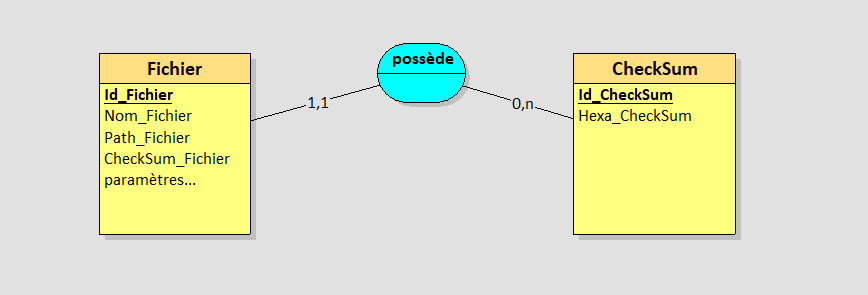 Fichier
Id_Fichier
Nom_Fichier
Path_Fichier
CheckSum_Fichier
paramètres...
1,1
possède
0,n
CheckSum
Id_CheckSum
Hexa_CheckSum